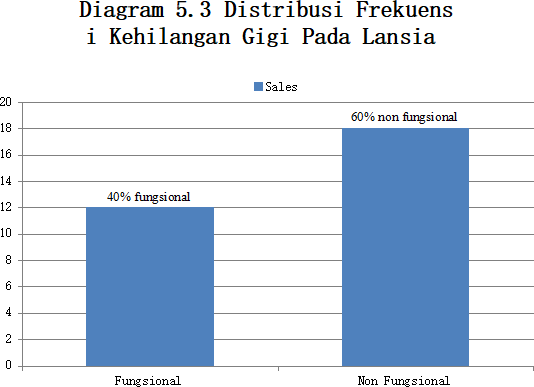 Diagram 5.3 Distribusi Frekuens
i Kehilangan Gigi Pada Lansia
Sales
20
18
16
14
12
10
8
6
4
2
0
40% fungsional
60% non fungsional
Fungsional
Non Fungsional